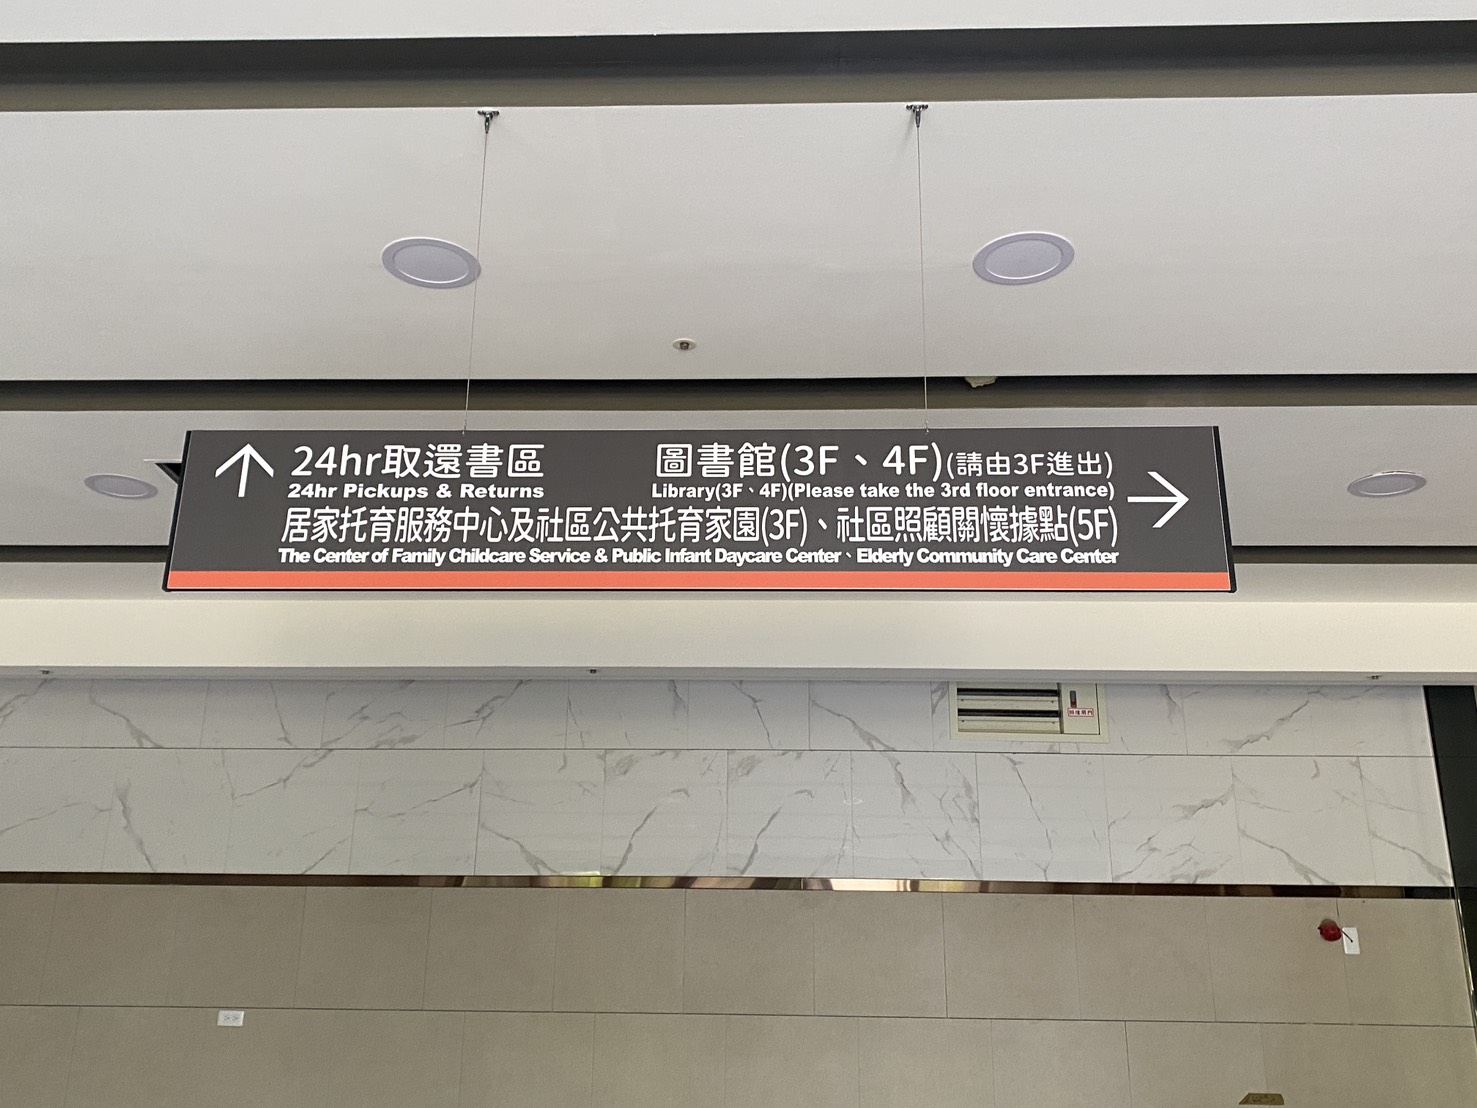 24hr取還書區
24hr Pickups & Returns
圖書館(3F、4F)(請由3F進出)
Library(3F、4F)(Please take the 3rd floor entrance)
居家托育服務中心及社區公共托育家園(3F)、社區照顧關懷據點(5F)
The Center of Family Childcare Service & Public Infant Daycare Center、Elderly Community Care Center